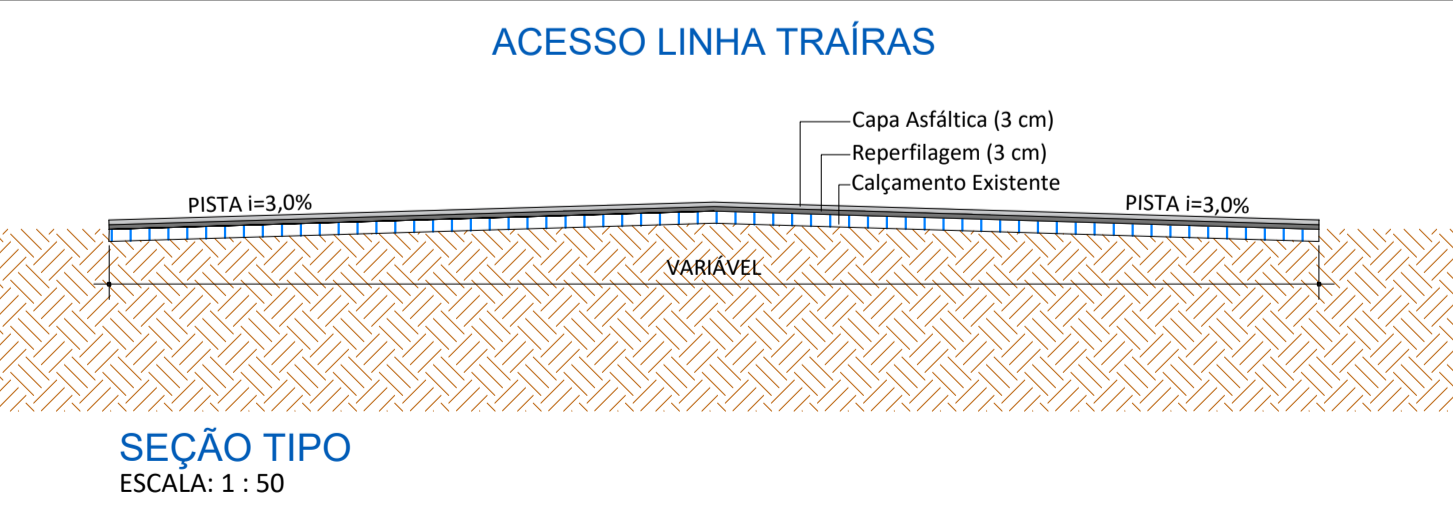 ACESSO LINHA TRAÍRAS
Capa Asfáltica (3 cm)
Reperfilagem (3 cm)
Calçamento Existente
PISTA i=3,0%
PISTA i=3,0%
VARIÁVEL
SEÇÃO TIPO
ESCALA: 1 : 50